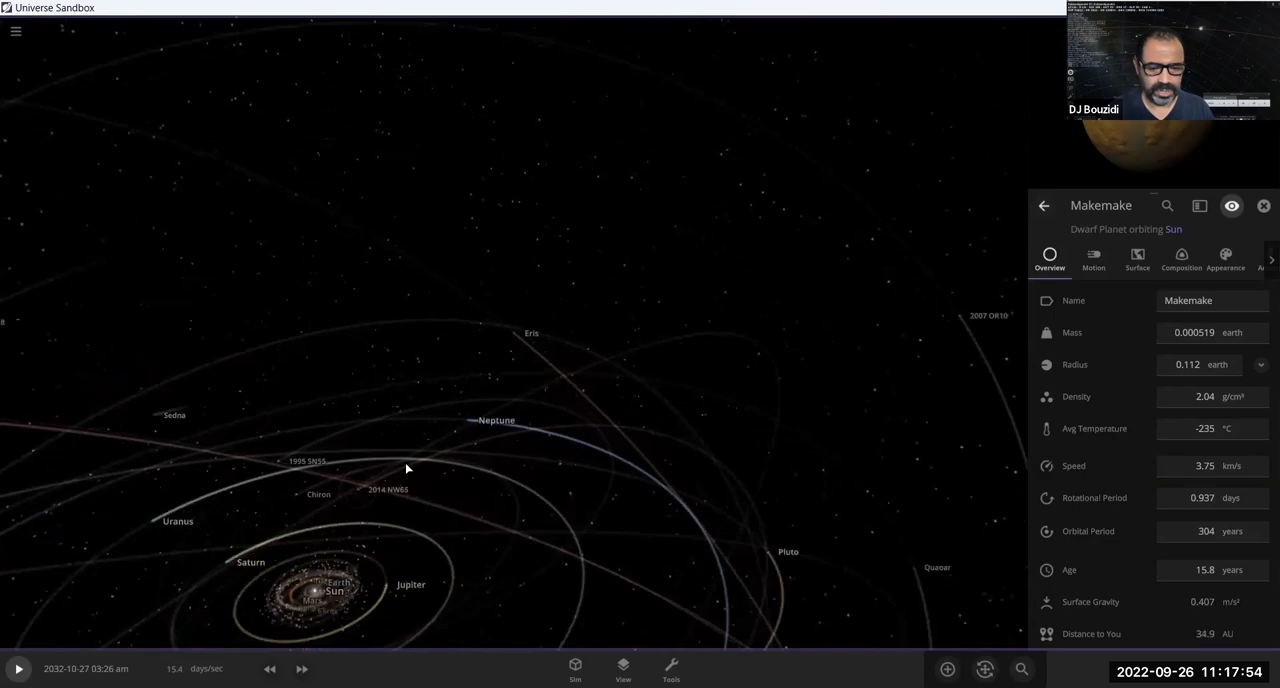 Universe Sandbox
DJ Bouzidi
Makemake
Dwarf Planet orbiting Sun
Overview
Motion
Surface
Composition
Appearance
Name
Makemake
Mass
0.000519 earth
Radius
0.112 earth
Density
2.04 g/cm³
Avg Temperature
-235 °C
Speed
3.75 km/s
Rotational Period
0.937 days
Orbital Period
304 years
Age
15.8 years
Surface Gravity
0.407 m/s²
Distance to You
34.9 AU
2007 OR10
Eris
Sedna
Neptune
1995 SN55
Chiron
2014 NW65
Uranus
Saturn
Pluto
Quaoar
Earth
Sun
Mars
Jupiter
2032-10-27 03:26 am
15.4 days/sec
Sim
View
Tools
2022-09-26 11:17:54